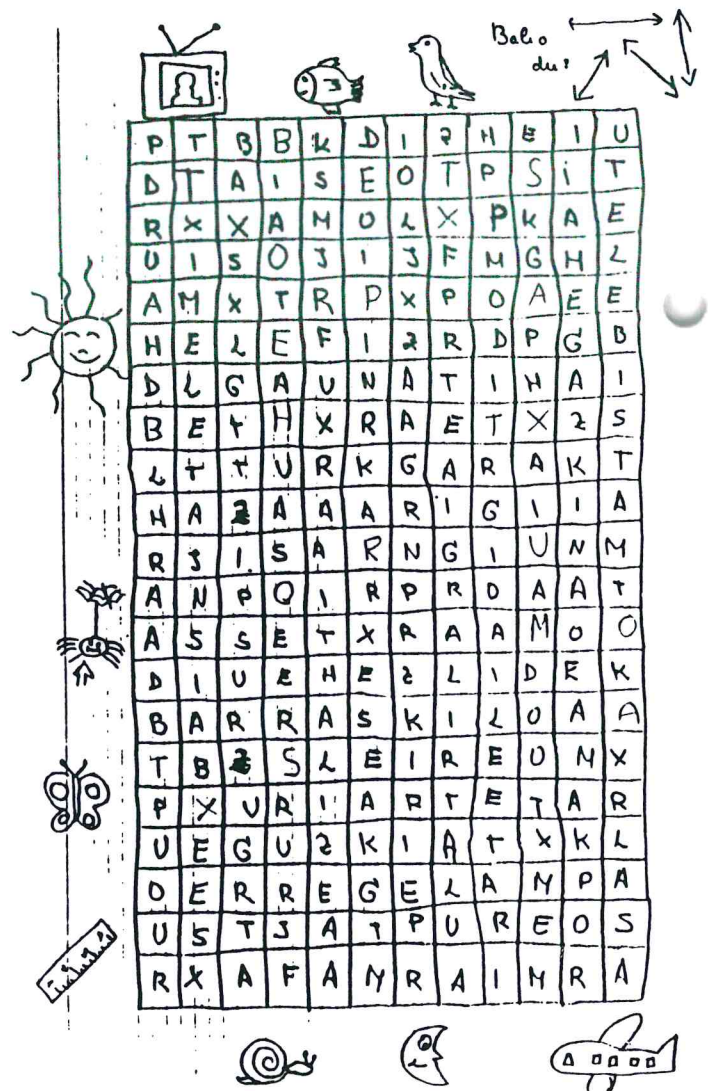 Balio
du:
P T B B K D I Z H E I U
D T A I S E O T P S i T
R X X A M O L X P K A E
U I S O J I J F M G M L
A M X T R P X P O A E E
H E L E F I Z R D P G B
D L G A U N A T I H A I
B E T H X R A E T X Z S
L T T U R K G A R A K T
H A Z A A A R I G I I A
R J I S A R N G I U N M
A N P O I R P R D A A T
A S S E T X R A A M O O
D I U E H E Z L I D E K
B A R R A S K I L O A A
T B Z S L E I R E O M X
P X U R I A R T E T A R
U E G U Z K I A T X K L
O E R R E G E L A M P A
U S T J A T P U R E O S
R X A F A M R A I M R A